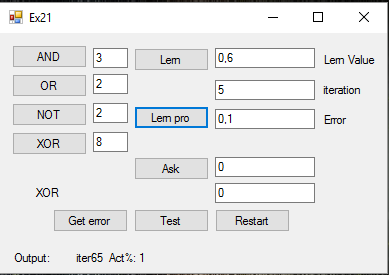 Ex21
AND 3 Lern 0,6 Lern Value
OR 2 5 iteration
NOT 2 Lern pro 0,1 Error
XOR 8
Ask 0
XOR 0
Get error Test Restart
Output: iter65 Act%: 1